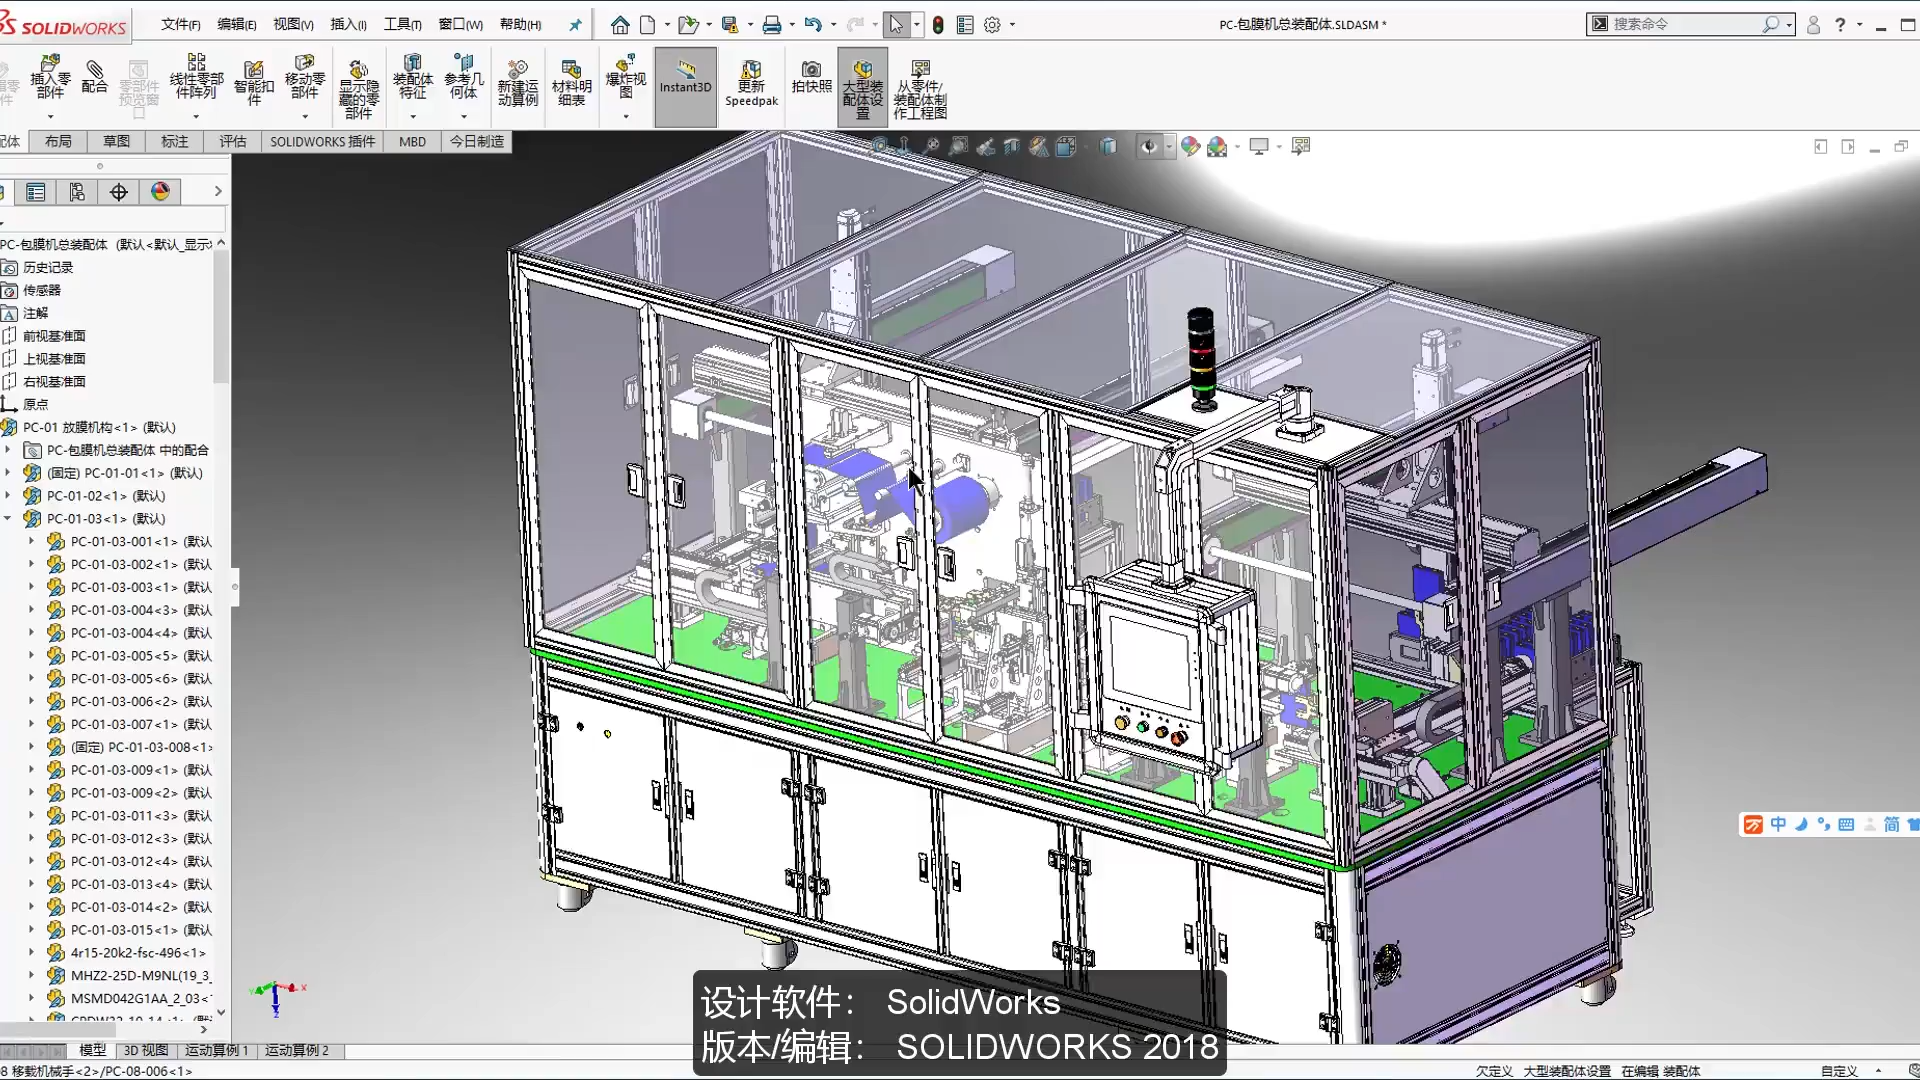 SOLIDWORKS
文件(F) 编辑(E) 视图(V) 插入(I) 工具(T) 窗口(W) 帮助(H)
PC-包膜机总装配体.SLDASM *
搜索命令
插入零部件
配合
零部件预览窗口
线性零部件阵列
智能扣件
移动零部件
显示隐藏的零部件
装配体特征
参考几何体
新建运动算例
材料明细表
爆炸视图
Instant3D
更新 Speedpak
拍快照
大型装配体设置
从零件/装配体制作工程图
配体 布局 草图 标注 评估 SOLIDWORKS 插件 MBD 今日制造
PC-包膜机总装配体 (默认<默认_显示
历史记录
传感器
注解
前视基准面
上视基准面
右视基准面
原点
PC-01 放膜机构<1> (默认)
PC-包膜机总装配体 中的配合
(固定) PC-01-01<1> (默认)
PC-01-02<1> (默认)
PC-01-03<1> (默认)
PC-01-03-001<1> (默认
PC-01-03-002<1> (默认
PC-01-03-003<1> (默认
PC-01-03-004<3> (默认
PC-01-03-004<4> (默认
PC-01-03-005<5> (默认
PC-01-03-005<6> (默认
PC-01-03-006<2> (默认
PC-01-03-007<1> (默认
(固定) PC-01-03-008<1>
PC-01-03-009<1> (默认
PC-01-03-009<2> (默认
PC-01-03-011<3> (默认
PC-01-03-012<3> (默认
PC-01-03-012<4> (默认
PC-01-03-013<4> (默认
PC-01-03-014<2> (默认
PC-01-03-015<1> (默认
4r15-20k2-fsc-496<1>
MHZ2-25D-M9NL(19_3_
MSMD042G1AA_2_03<
中 简
设计软件： SolidWorks
版本/编辑： SOLIDWORKS 2018
模型 3D 视图 运动算例 1 运动算例 2
8 移载机械手<2>/PC-08-006<1>
欠定义 大型装配体设置 在编辑 装配体 自定义